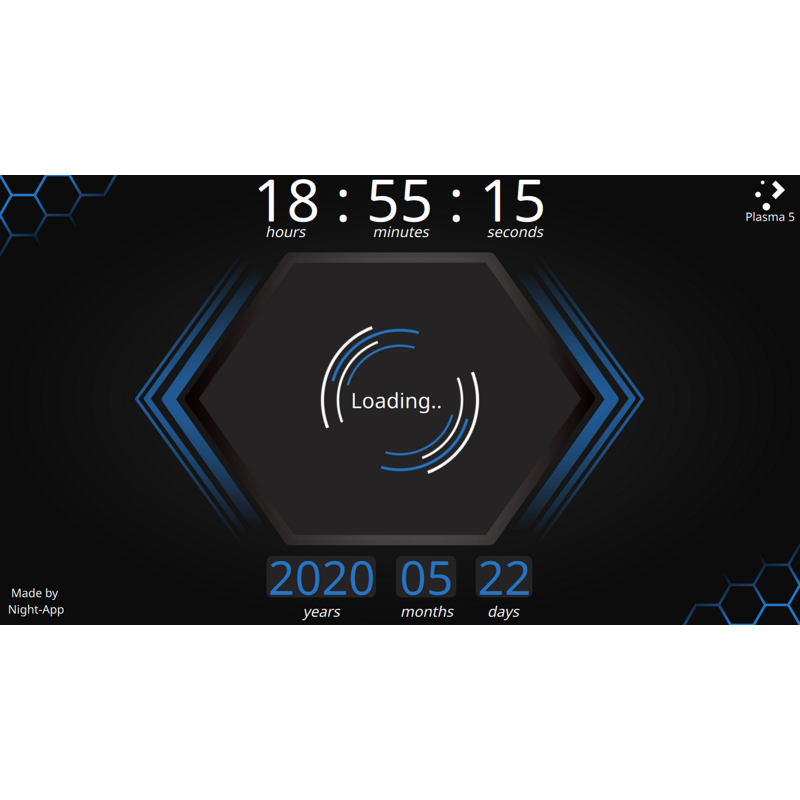 18 : 55 : 15
hours minutes seconds
Plasma 5
Loading..
2020 05 22
years months days
Made by
Night-App